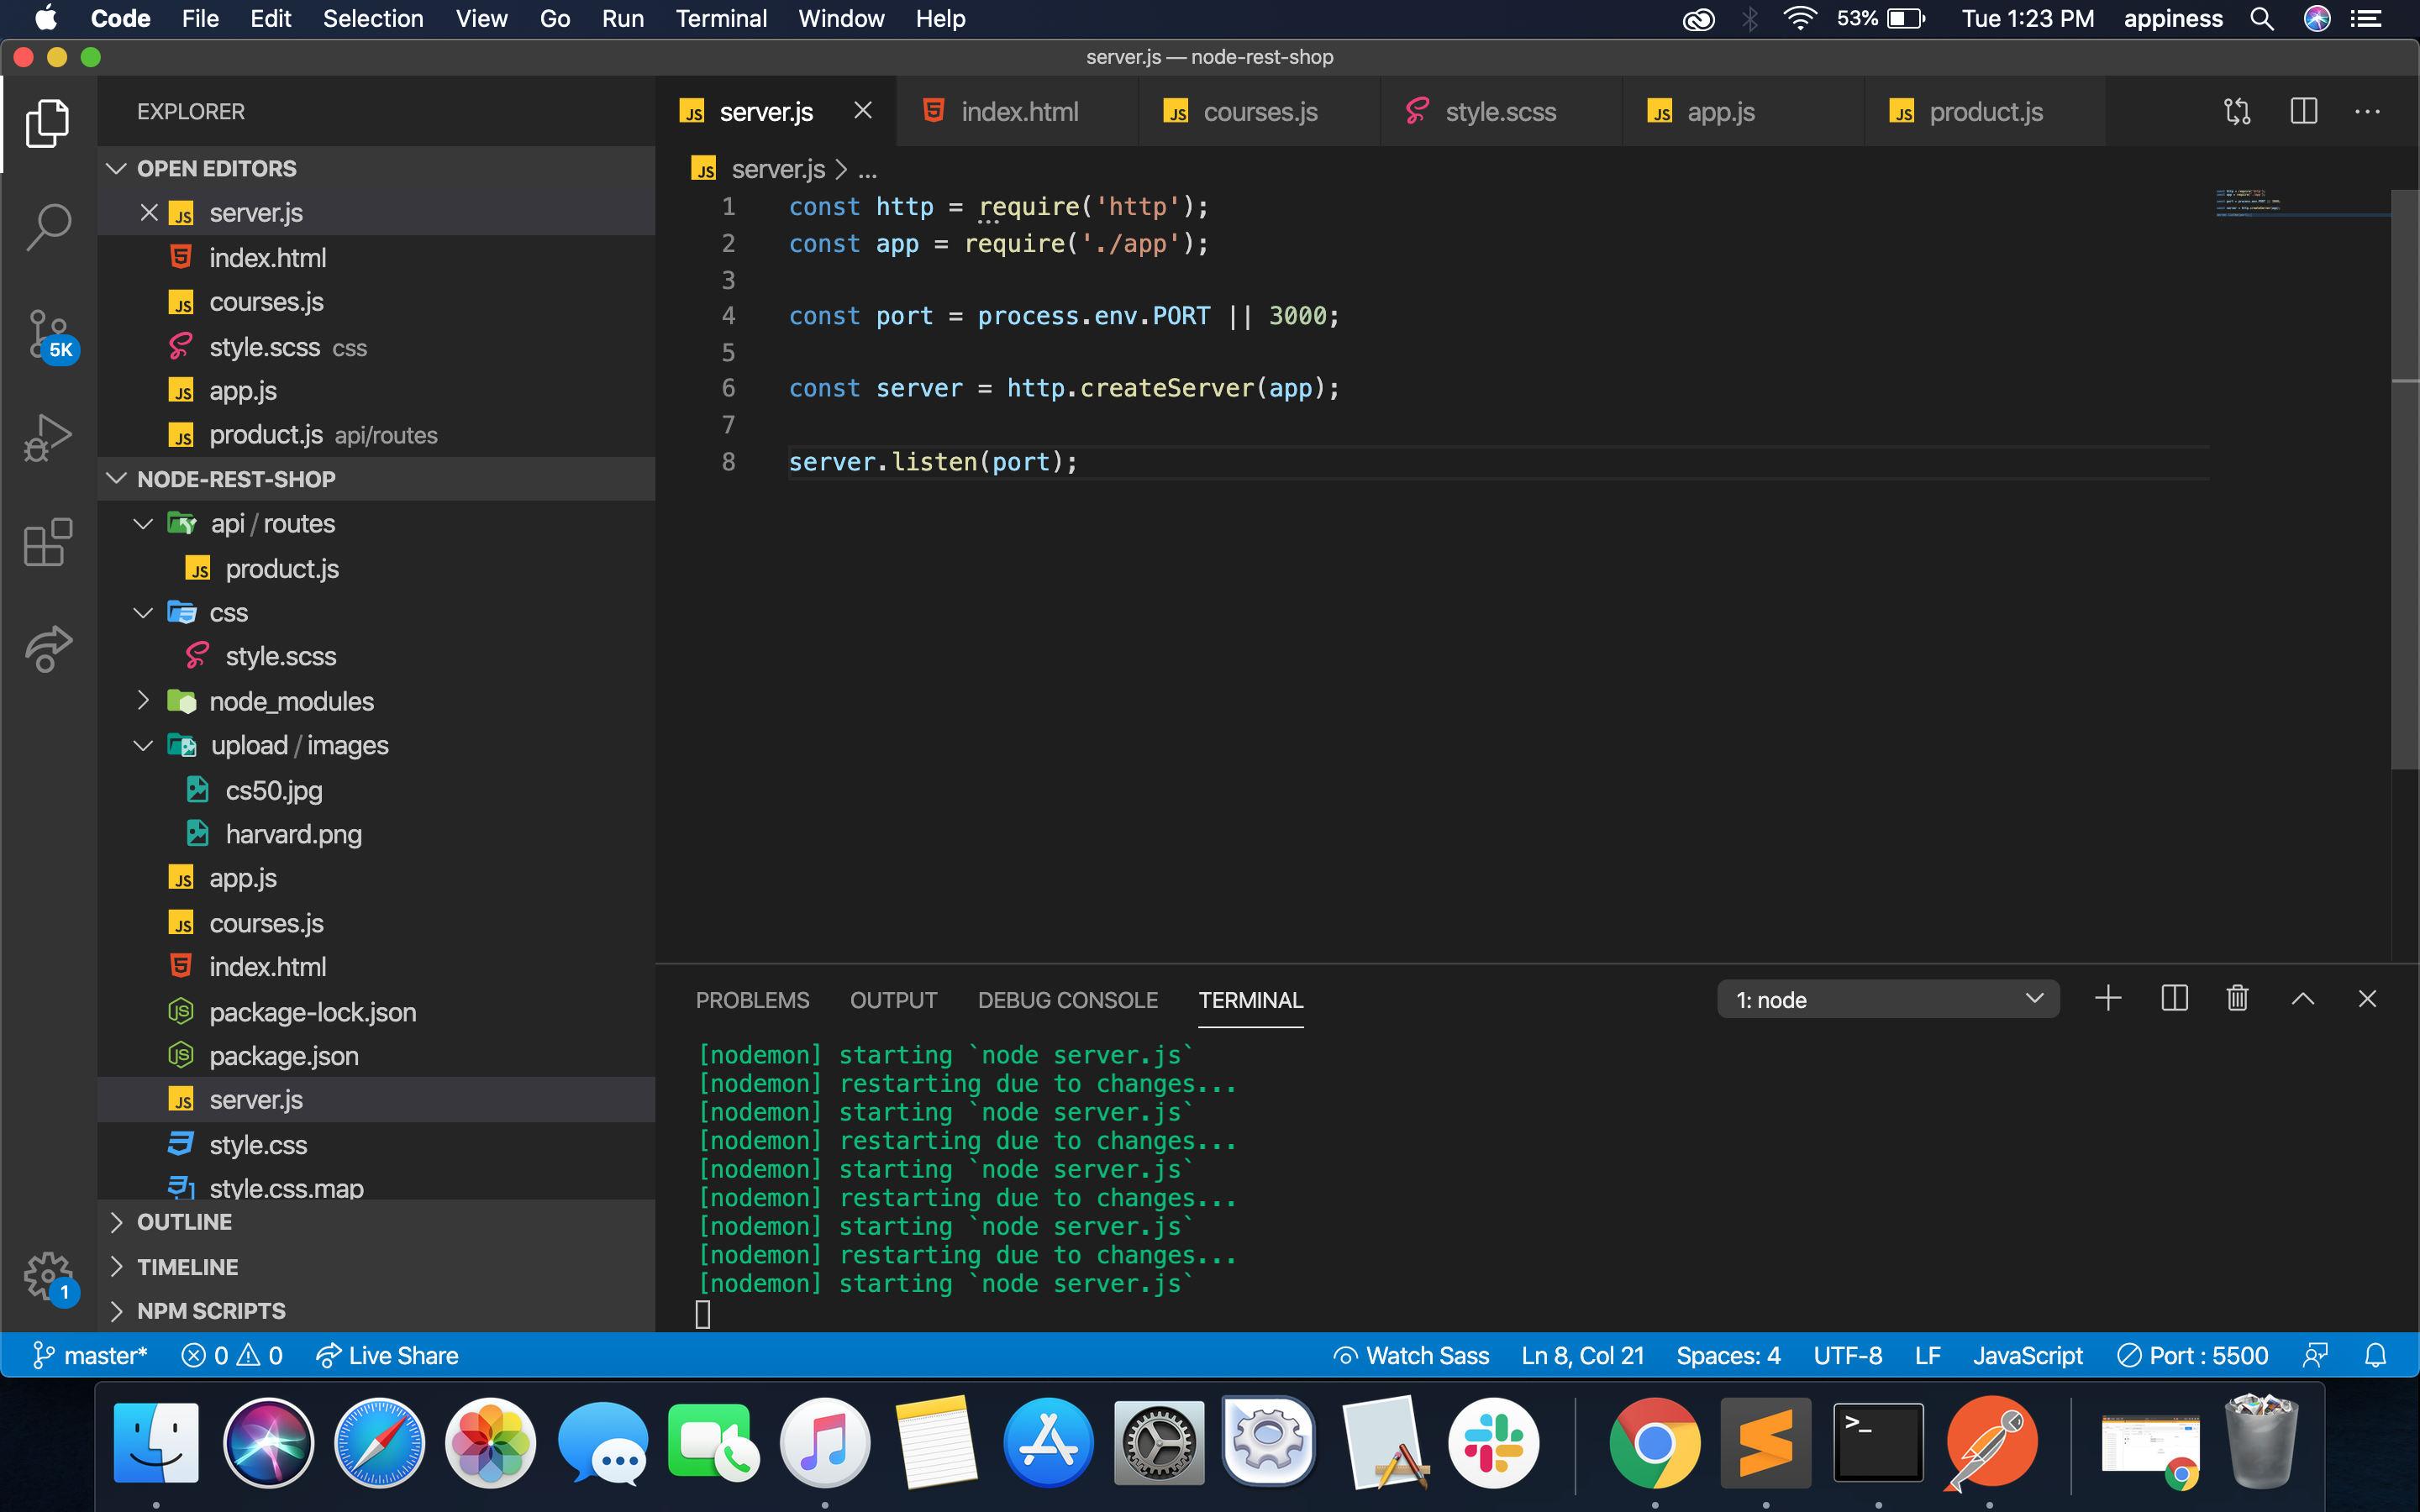 Code File Edit Selection View Go Run Terminal Window Help 53% Tue 1:23 PM appiness
server.js — node-rest-shop
EXPLORER
OPEN EDITORS
server.js
index.html
courses.js
style.scss css
app.js
product.js api/routes
NODE-REST-SHOP
api / routes
product.js
css
style.scss
node_modules
upload / images
cs50.jpg
harvard.png
app.js
courses.js
index.html
package-lock.json
package.json
server.js
style.css
style.css.map
OUTLINE
TIMELINE
NPM SCRIPTS
5K
1
server.js index.html courses.js style.scss app.js product.js
server.js > ...
1 const http = require('http');
2 const app = require('./app');
3
4 const port = process.env.PORT || 3000;
5
6 const server = http.createServer(app);
7
8 server.listen(port);
PROBLEMS OUTPUT DEBUG CONSOLE TERMINAL 1: node
[nodemon] starting `node server.js`
[nodemon] restarting due to changes...
[nodemon] starting `node server.js`
[nodemon] restarting due to changes...
[nodemon] starting `node server.js`
[nodemon] restarting due to changes...
[nodemon] starting `node server.js`
[nodemon] restarting due to changes...
[nodemon] starting `node server.js`
master* 0 0 Live Share Watch Sass Ln 8, Col 21 Spaces: 4 UTF-8 LF JavaScript Port : 5500